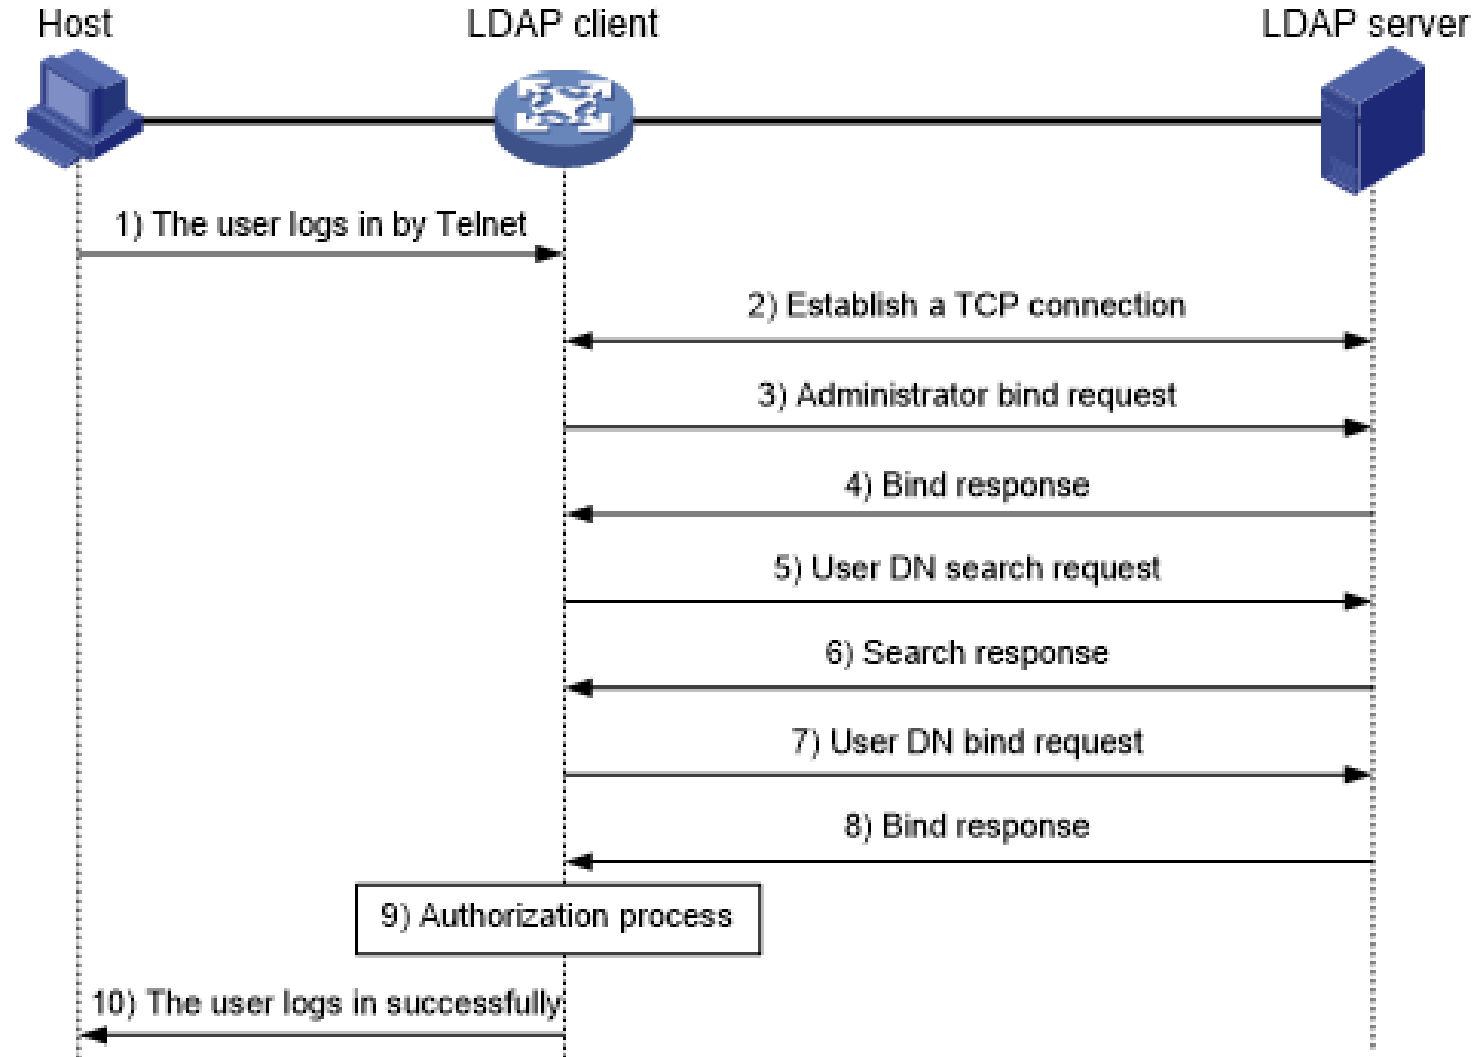 Host
LDAP client
LDAP server
1) The user logs in by Telnet
2) Establish a TCP connection
3) Administrator bind request
4) Bind response
5) User DN search request
6) Search response
7) User DN bind request
8) Bind response
9) Authorization process
10) The user logs in successfully